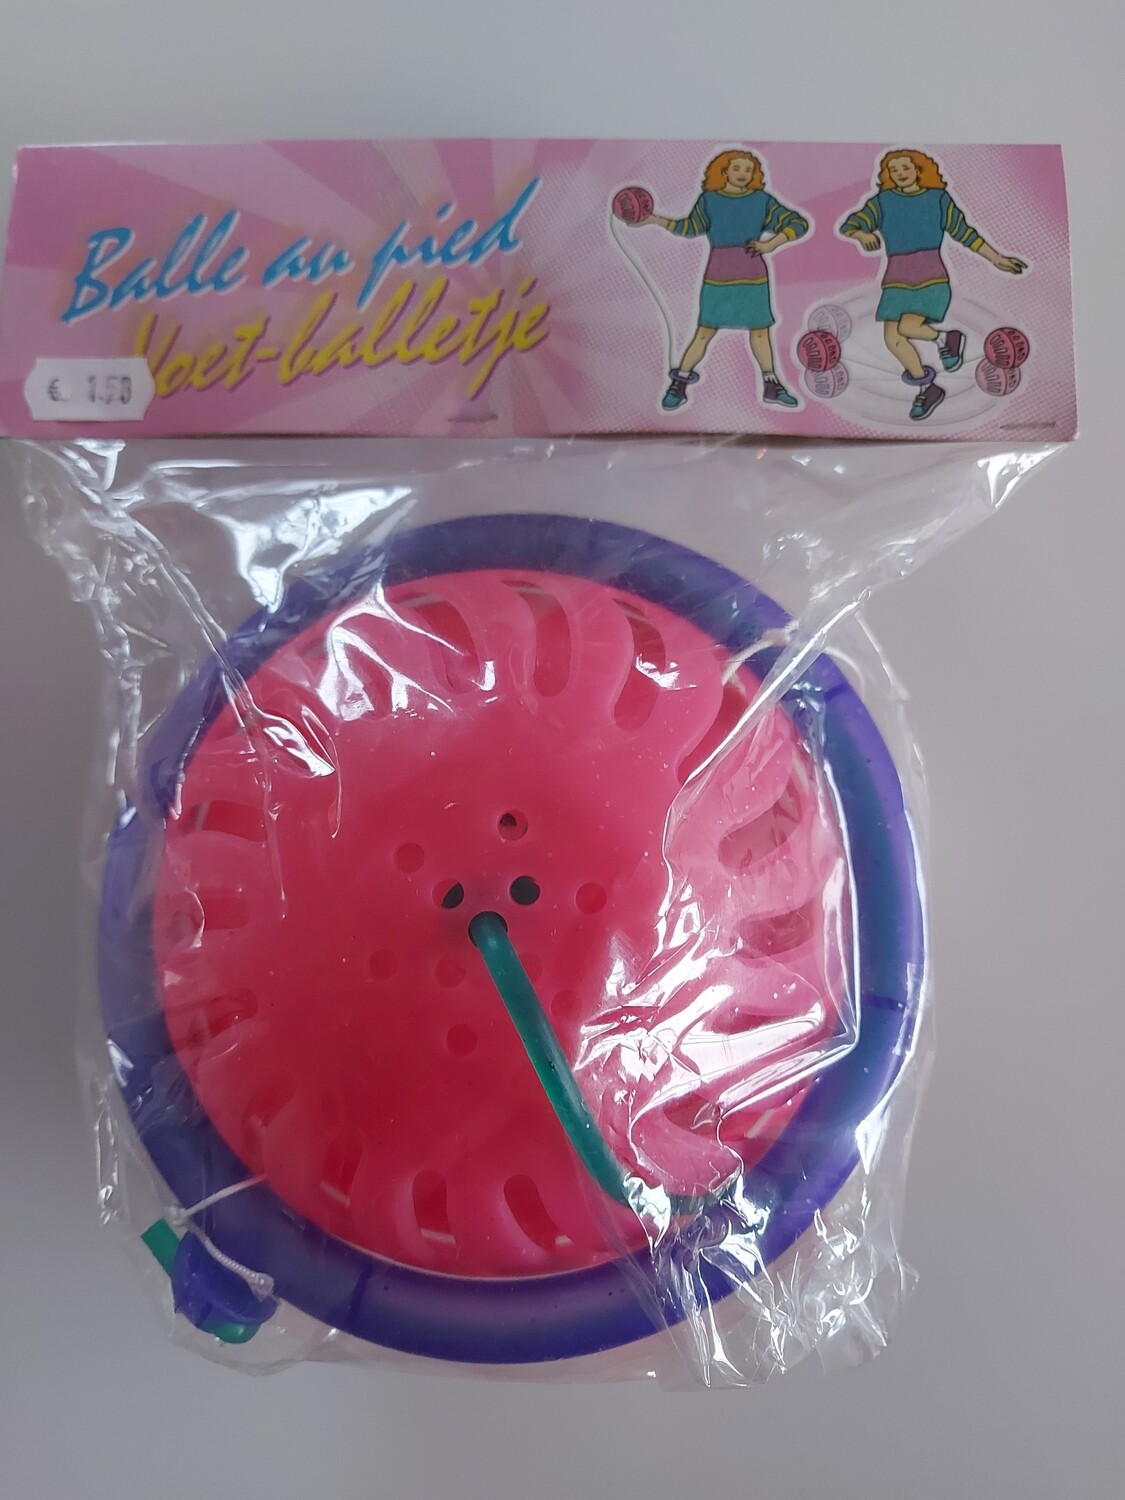 Balle au pied
Voet-balletje
€ 1.50